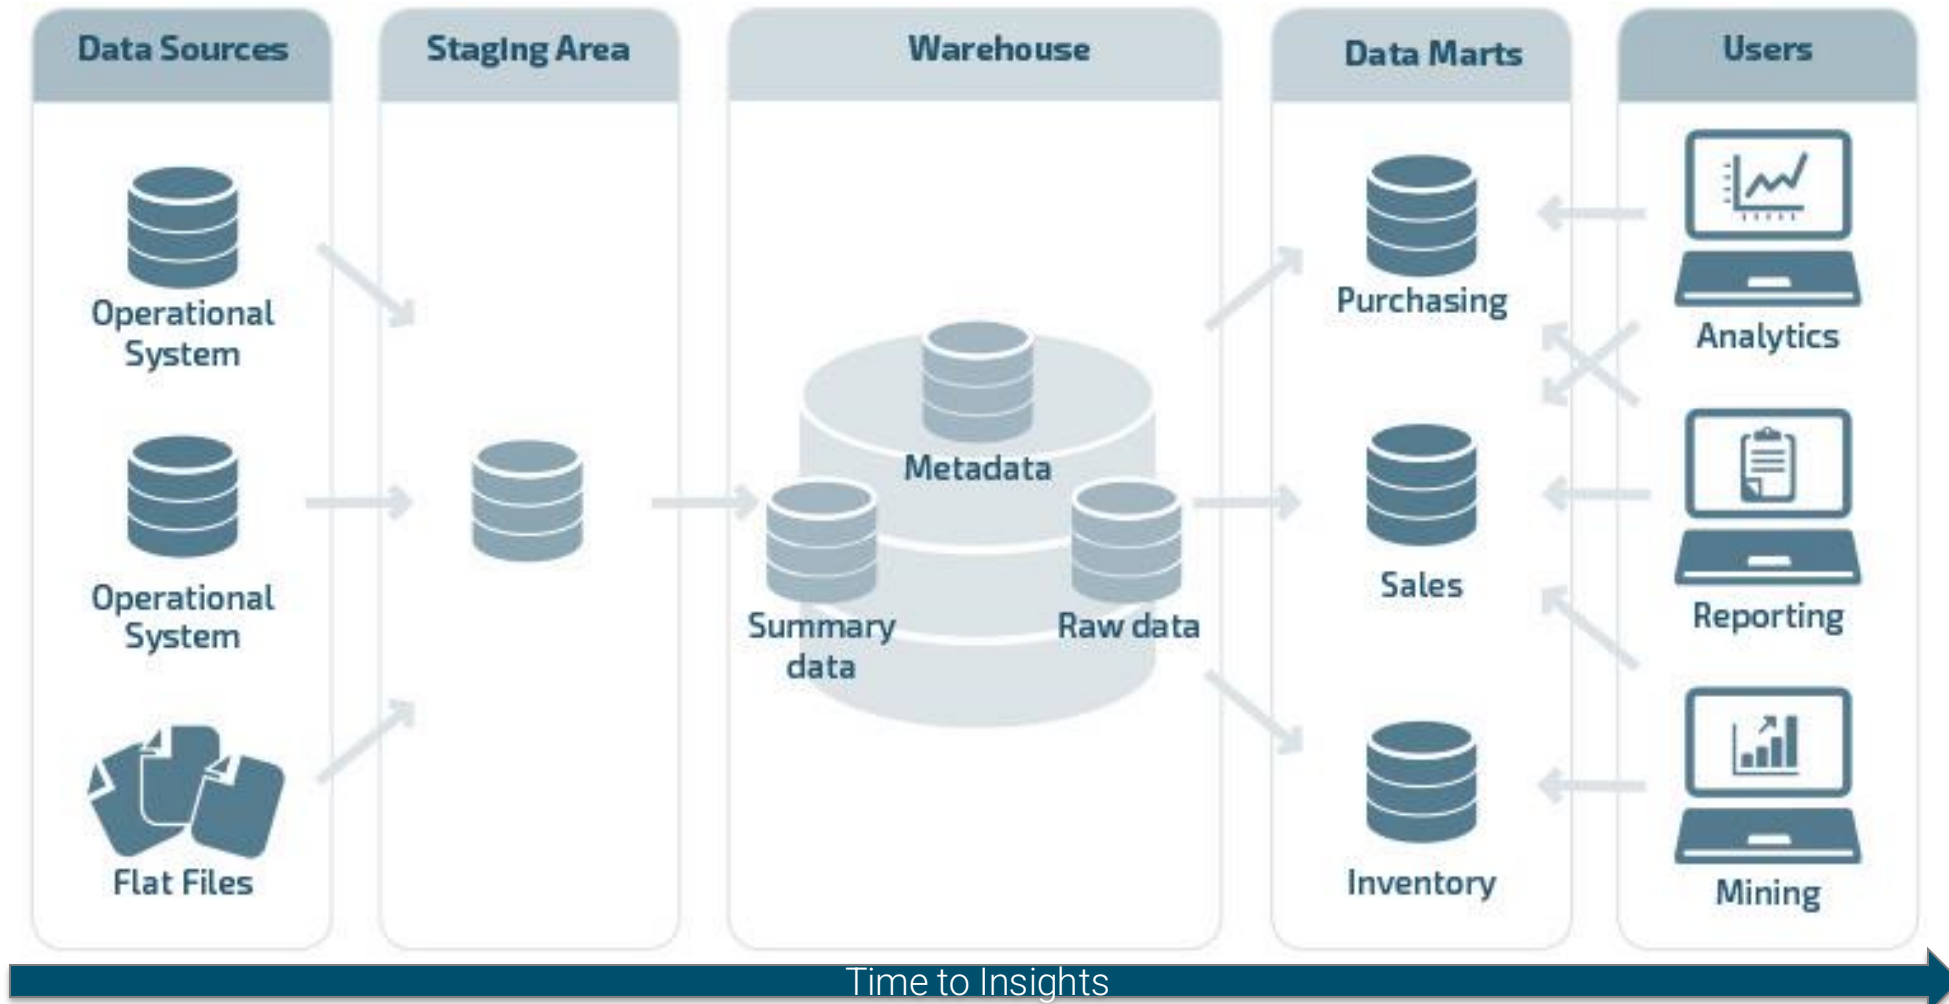 Data Sources
Staging Area
Warehouse
Data Marts
Users
Operational
System
Operational
System
Flat Files
Metadata
Summary
data
Raw data
Purchasing
Sales
Inventory
Analytics
Reporting
Mining
Time to Insights